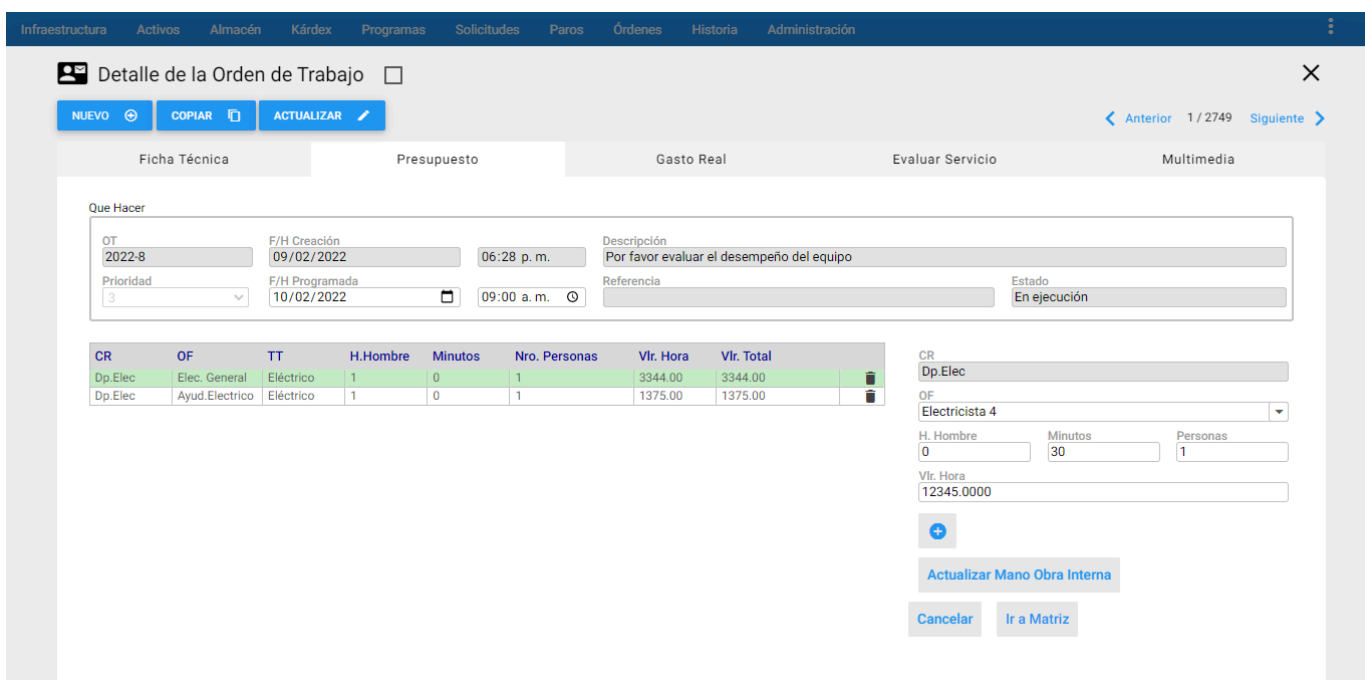 Infraestructura Activos Almacén Kárdex Programas Solicitudes Paros Órdenes Historia Administración
Detalle de la Orden de Trabajo
NUEVO COPIAR ACTUALIZAR
Anterior 1 / 2749 Siguiente
Ficha Técnica Presupuesto Gasto Real Evaluar Servicio Multimedia
Que Hacer
OT F/H Creación Descripción
2022-8 09/02/2022 06:28 p. m. Por favor evaluar el desempeño del equipo
Prioridad F/H Programada Referencia Estado
3 10/02/2022 09:00 a. m. En ejecución
CR OF TT H.Hombre Minutos Nro. Personas Vlr. Hora Vlr. Total
Dp.Elec Elec. General Eléctrico 1 0 1 3344.00 3344.00
Dp.Elec Ayud.Electrico Eléctrico 1 0 1 1375.00 1375.00
CR
Dp.Elec
OF
Electricista 4
H. Hombre Minutos Personas
0 30 1
Vlr. Hora
12345.0000
Actualizar Mano Obra Interna
Cancelar Ir a Matriz